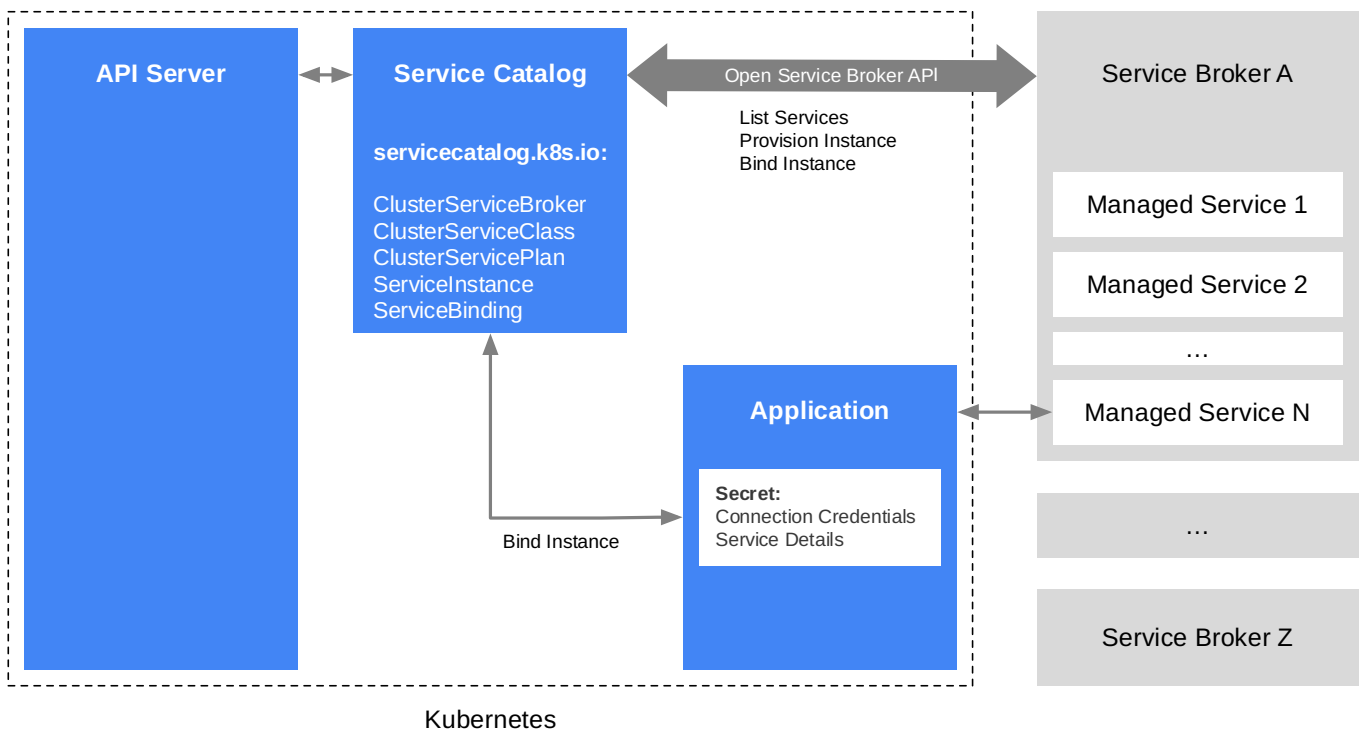 API Server
Service Catalog
servicecatalog.k8s.io:
ClusterServiceBroker
ClusterServiceClass
ClusterServicePlan
ServiceInstance
ServiceBinding
Open Service Broker API
List Services
Provision Instance
Bind Instance
Service Broker A
Managed Service 1
Managed Service 2
...
Managed Service N
Application
Secret:
Connection Credentials
Service Details
Bind Instance
...
Service Broker Z
Kubernetes